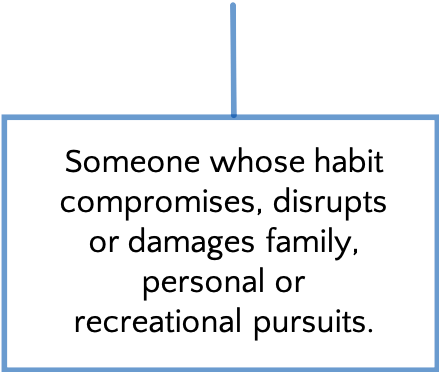 Someone whose habit
compromises, disrupts
or damages family,
personal or
recreational pursuits.